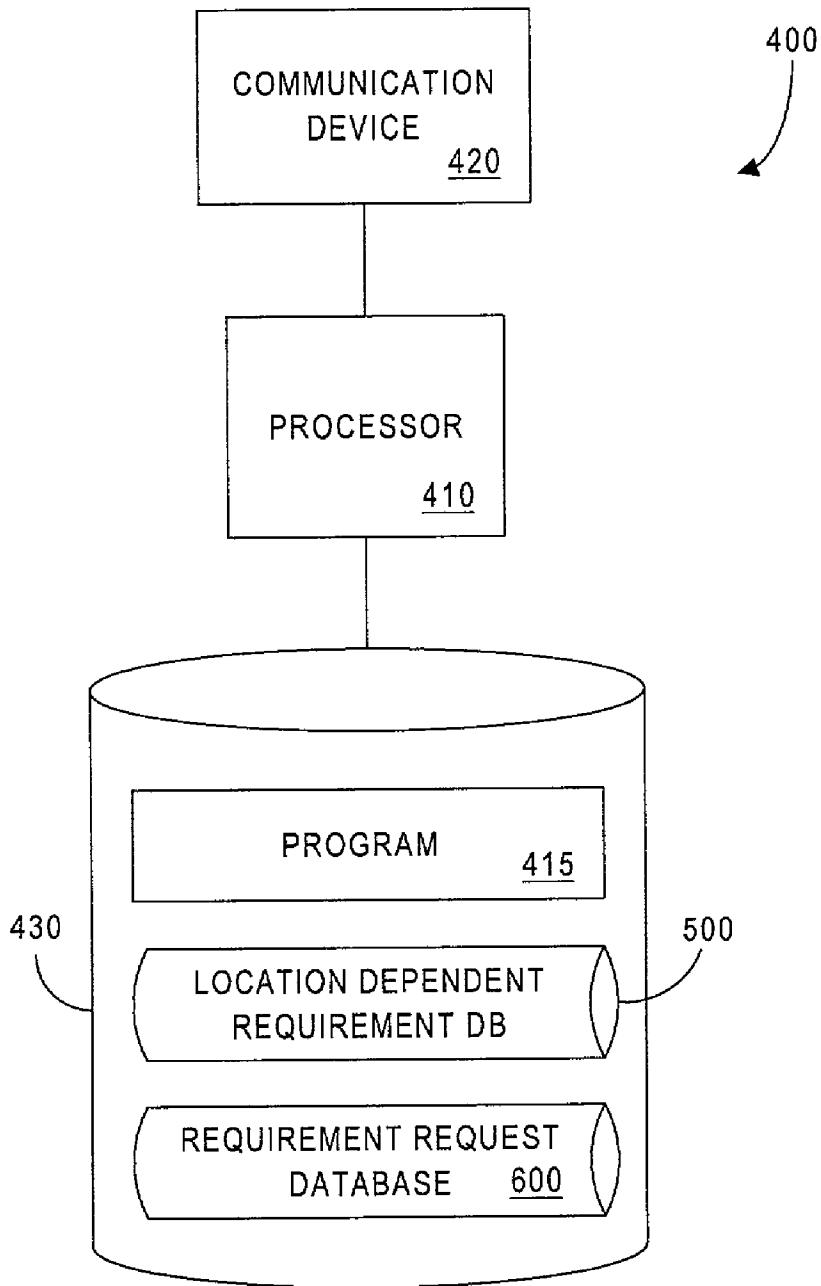 400
COMMUNICATION
DEVICE
420
PROCESSOR
410
PROGRAM
415
430
500
LOCATION DEPENDENT
REQUIREMENT DB
REQUIREMENT REQUEST
DATABASE 600